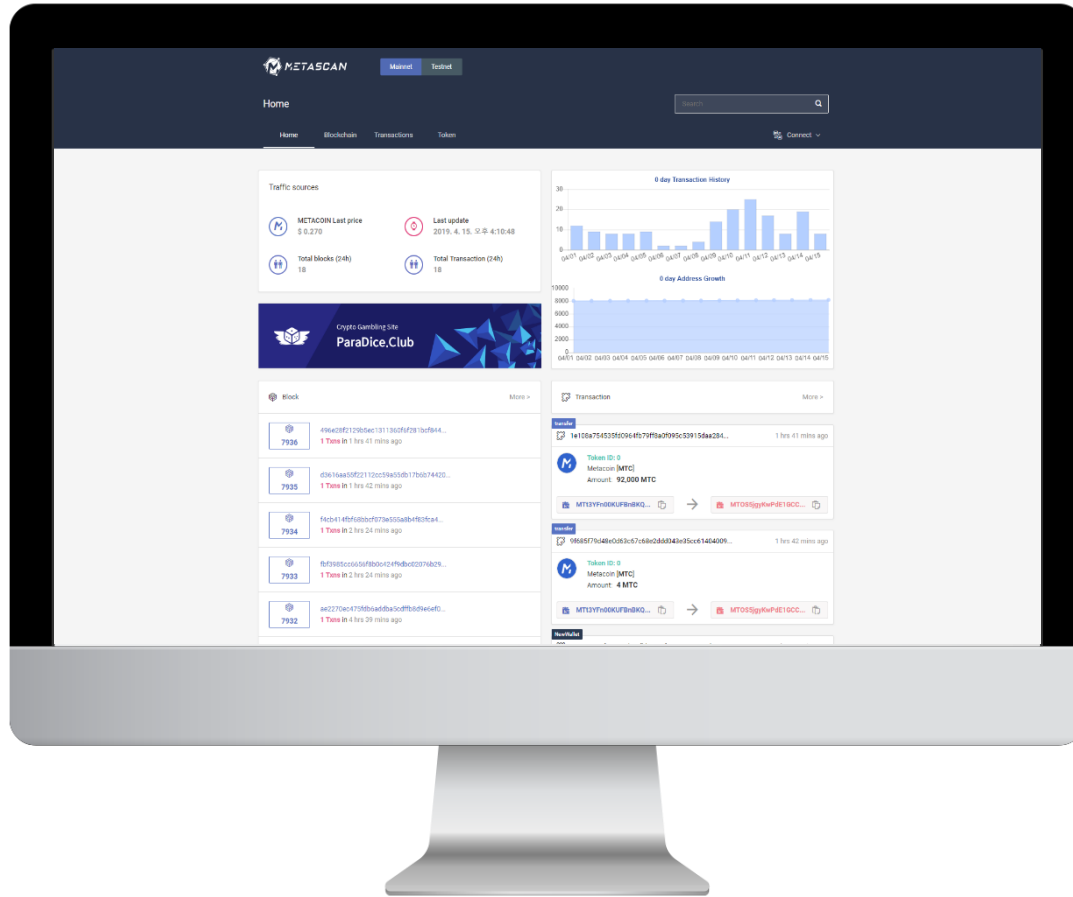 METASCAN
Mainnet Testnet
Home
Search
Home Blockchain Transactions Token Connect
Traffic sources
METACOIN Last price
$ 0.270
Last update
2019. 4. 15. 오후 4:10:48
Total blocks (24h)
18
Total Transaction (24h)
18
Crypto Gambling Site
ParaDice,Club
0 day Transaction History
30
20
10
0
04/01 04/02 04/03 04/04 04/05 04/06 04/07 04/08 04/09 04/10 04/11 04/12 04/13 04/14 04/15
0 day Address Growth
10000
8000
6000
4000
2000
0
04/01 04/02 04/03 04/04 04/05 04/06 04/07 04/08 04/09 04/10 04/11 04/12 04/13 04/14 04/15
Block More >
7936
1 Txns in 1 hrs 41 mins ago
7935
1 Txns in 1 hrs 42 mins ago
7934
1 Txns in 2 hrs 24 mins ago
7933
1 Txns in 2 hrs 24 mins ago
7932
1 Txns in 4 hrs 39 mins ago
Transaction More >
transfer
1e108a754535fd0964fb79ff8a0f095c53915daa284... 1 hrs 41 mins ago
Token ID: 0
Metacoin [MTC]
Amount: 92,000 MTC
transfer
1 hrs 42 mins ago
Token ID: 0
Metacoin [MTC]
Amount: 4 MTC
NewWallet